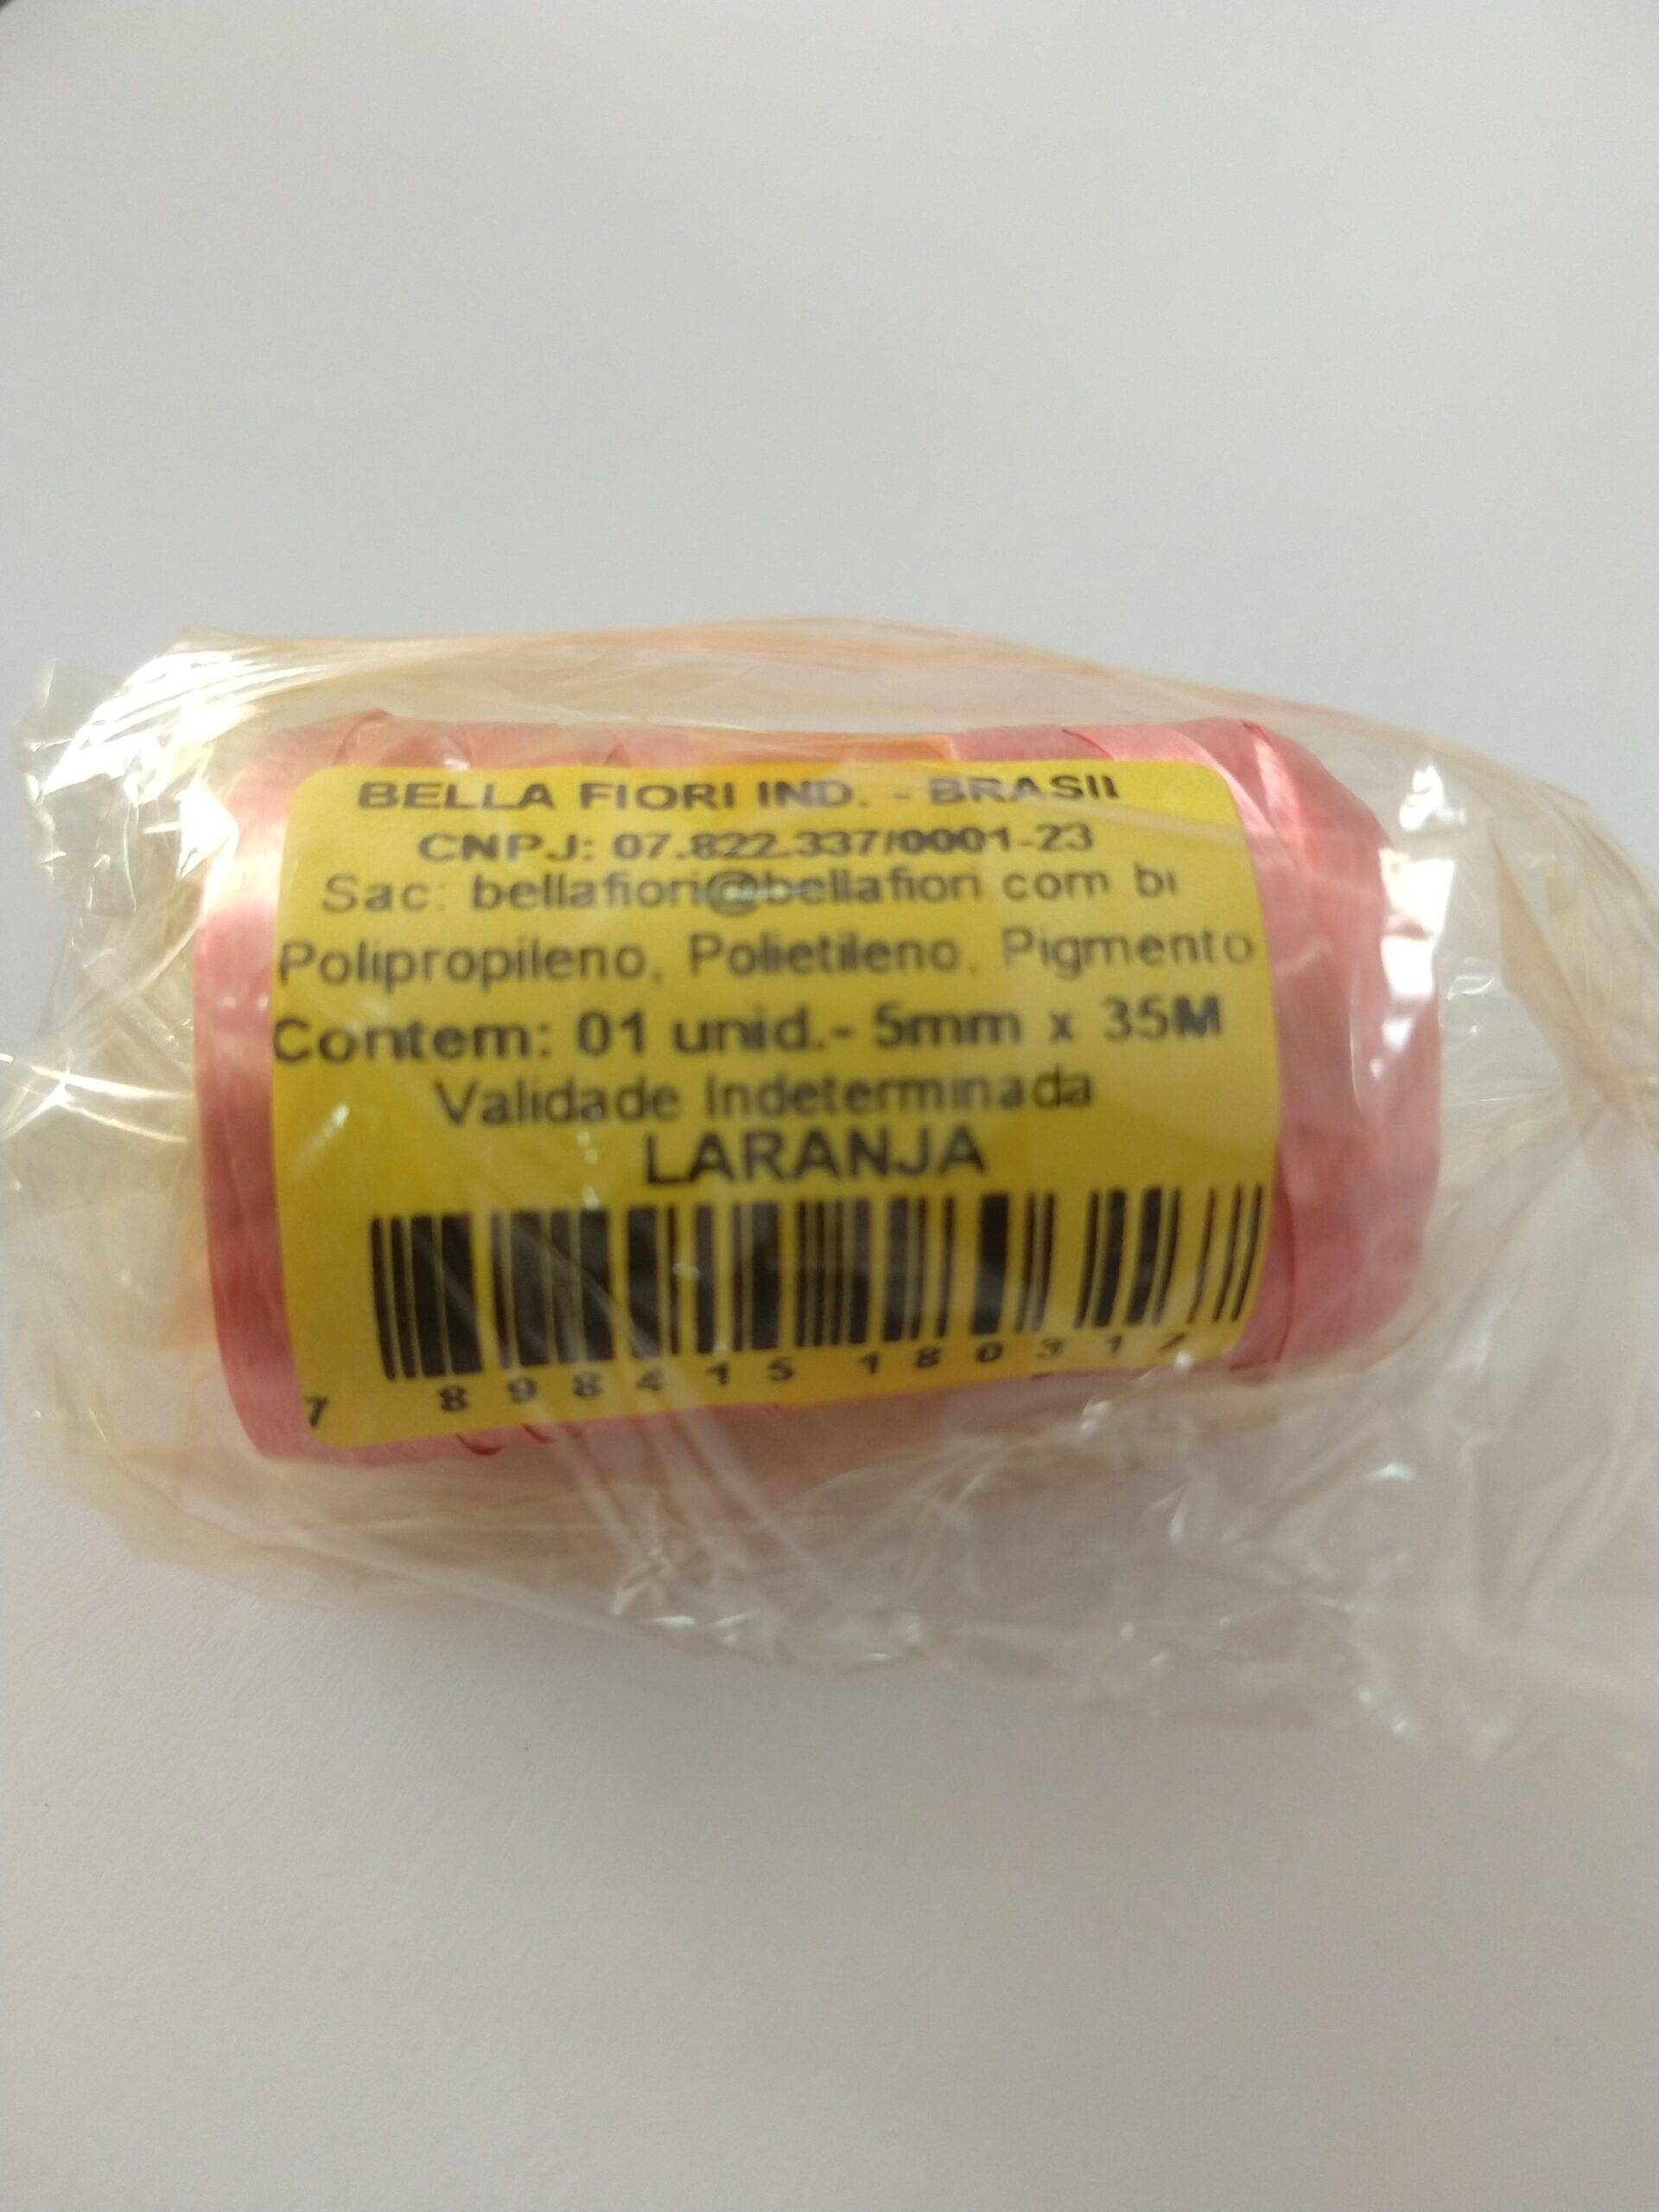 BELLA FIORI IND. - BRASIL
CNPJ: 07.822.337/0001-23
Sac: bellafiori@bellafiori.com.br
Polipropileno, Polietileno, Pigmento
Contem: 01 unid.- 5mm x 35M
Validade Indeterminada
LARANJA
7 898415 180312